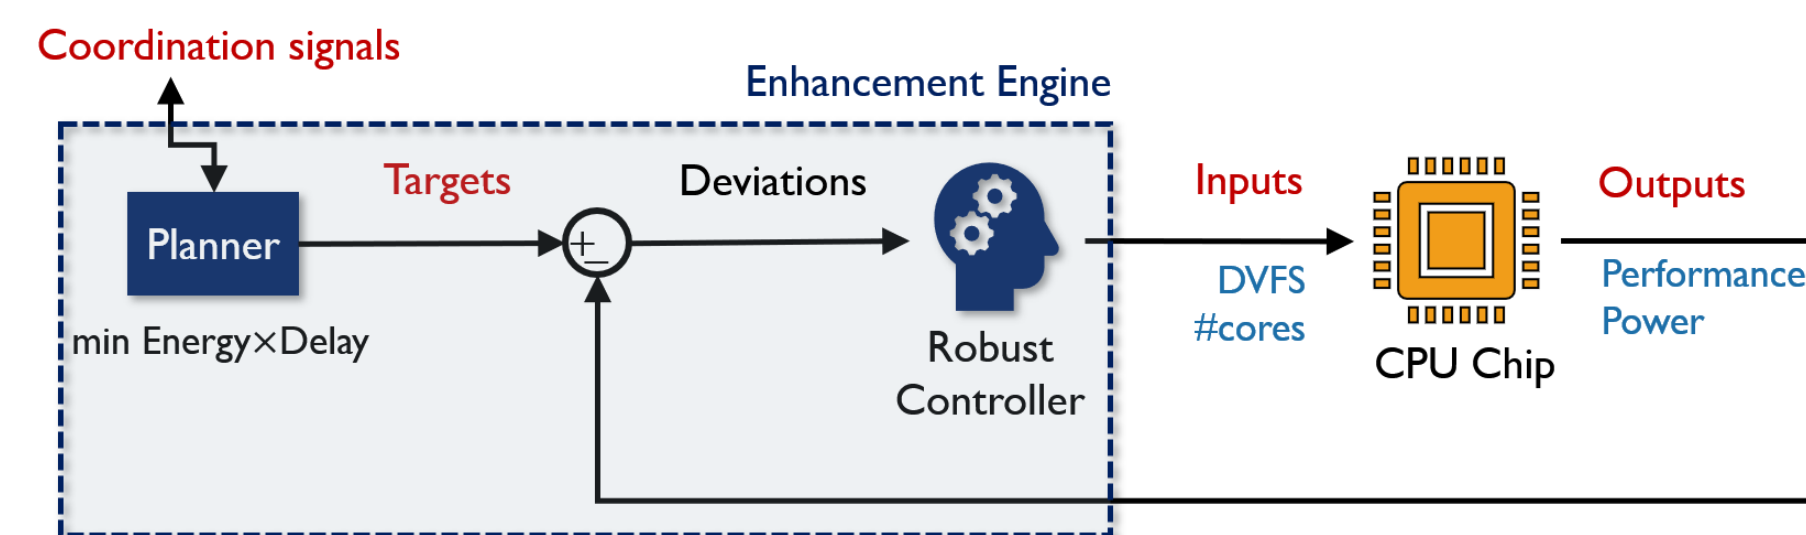 Coordination signals
Enhancement Engine
Targets
Deviations
Inputs
Outputs
Planner
+
−
DVFS
#cores
Performance
Power
min Energy×Delay
Robust
Controller
CPU Chip